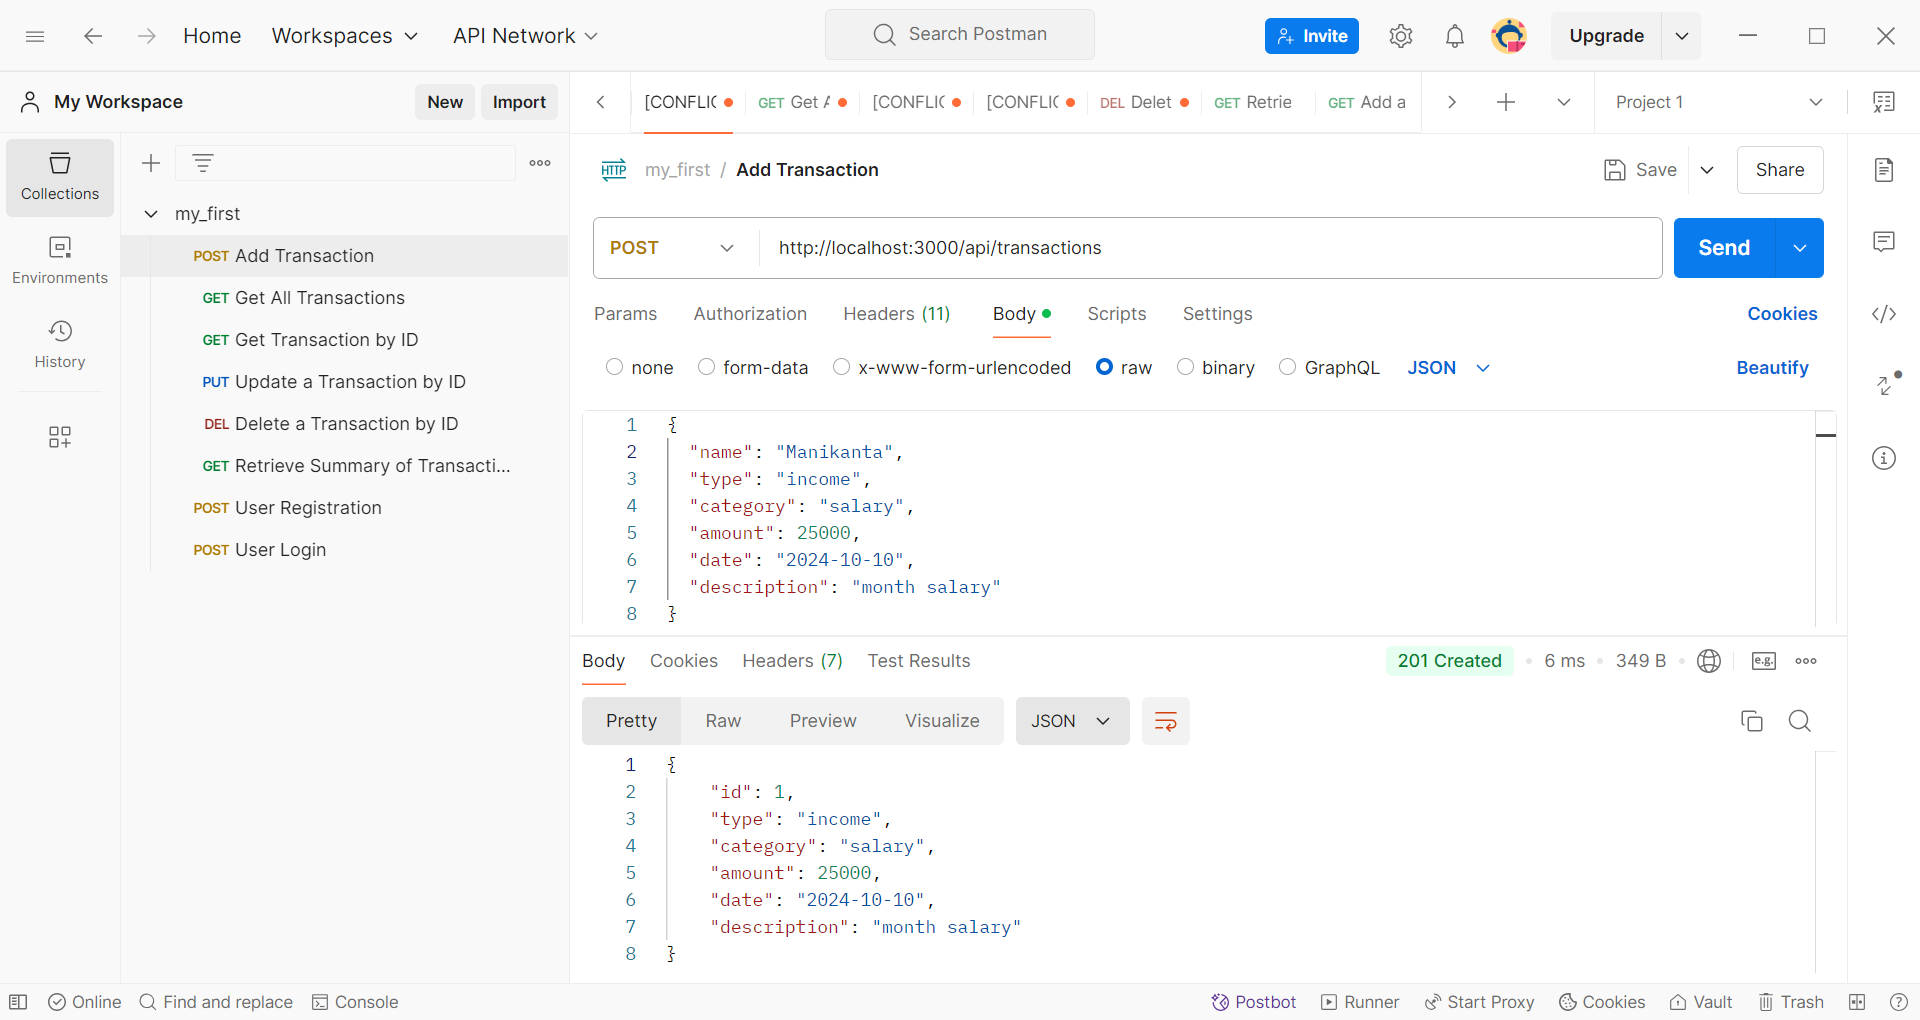 Home Workspaces API Network Search Postman Invite Upgrade
My Workspace New Import [CONFLIC GET Get A [CONFLIC [CONFLIC DEL Delet GET Retrie GET Add a Project 1
Collections
Environments
History
my_first
POST Add Transaction
GET Get All Transactions
GET Get Transaction by ID
PUT Update a Transaction by ID
DEL Delete a Transaction by ID
GET Retrieve Summary of Transacti...
POST User Registration
POST User Login
HTTP my_first / Add Transaction Save Share
POST http://localhost:3000/api/transactions Send
Params Authorization Headers (11) Body Scripts Settings Cookies
none form-data x-www-form-urlencoded raw binary GraphQL JSON Beautify
1 {
2 "name": "Manikanta",
3 "type": "income",
4 "category": "salary",
5 "amount": 25000,
6 "date": "2024-10-10",
7 "description": "month salary"
8 }
Body Cookies Headers (7) Test Results 201 Created 6 ms 349 B e.g.
Pretty Raw Preview Visualize JSON
1 {
2 "id": 1,
3 "type": "income",
4 "category": "salary",
5 "amount": 25000,
6 "date": "2024-10-10",
7 "description": "month salary"
8 }
Online Find and replace Console Postbot Runner Start Proxy Cookies Vault Trash